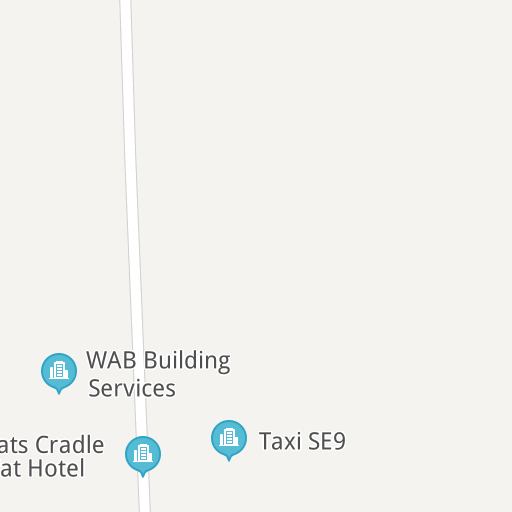 WAB Building
Services
ats Cradle
at Hotel
Taxi SE9